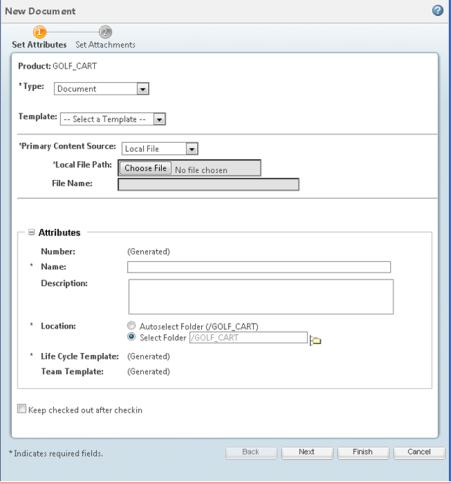 New Document
?
1 2
Set Attributes Set Attachments
Product: GOLF_CART
*Type: Document
Template: -- Select a Template --
*Primary Content Source: Local File
*Local File Path: Choose File No file chosen
File Name:
Attributes
Number: (Generated)
* Name:
Description:
* Location: Autoselect Folder (/GOLF_CART)
Select Folder /GOLF_CART
* Life Cycle Template: (Generated)
Team Template: (Generated)
Keep checked out after checkin
* Indicates required fields. Back Next Finish Cancel